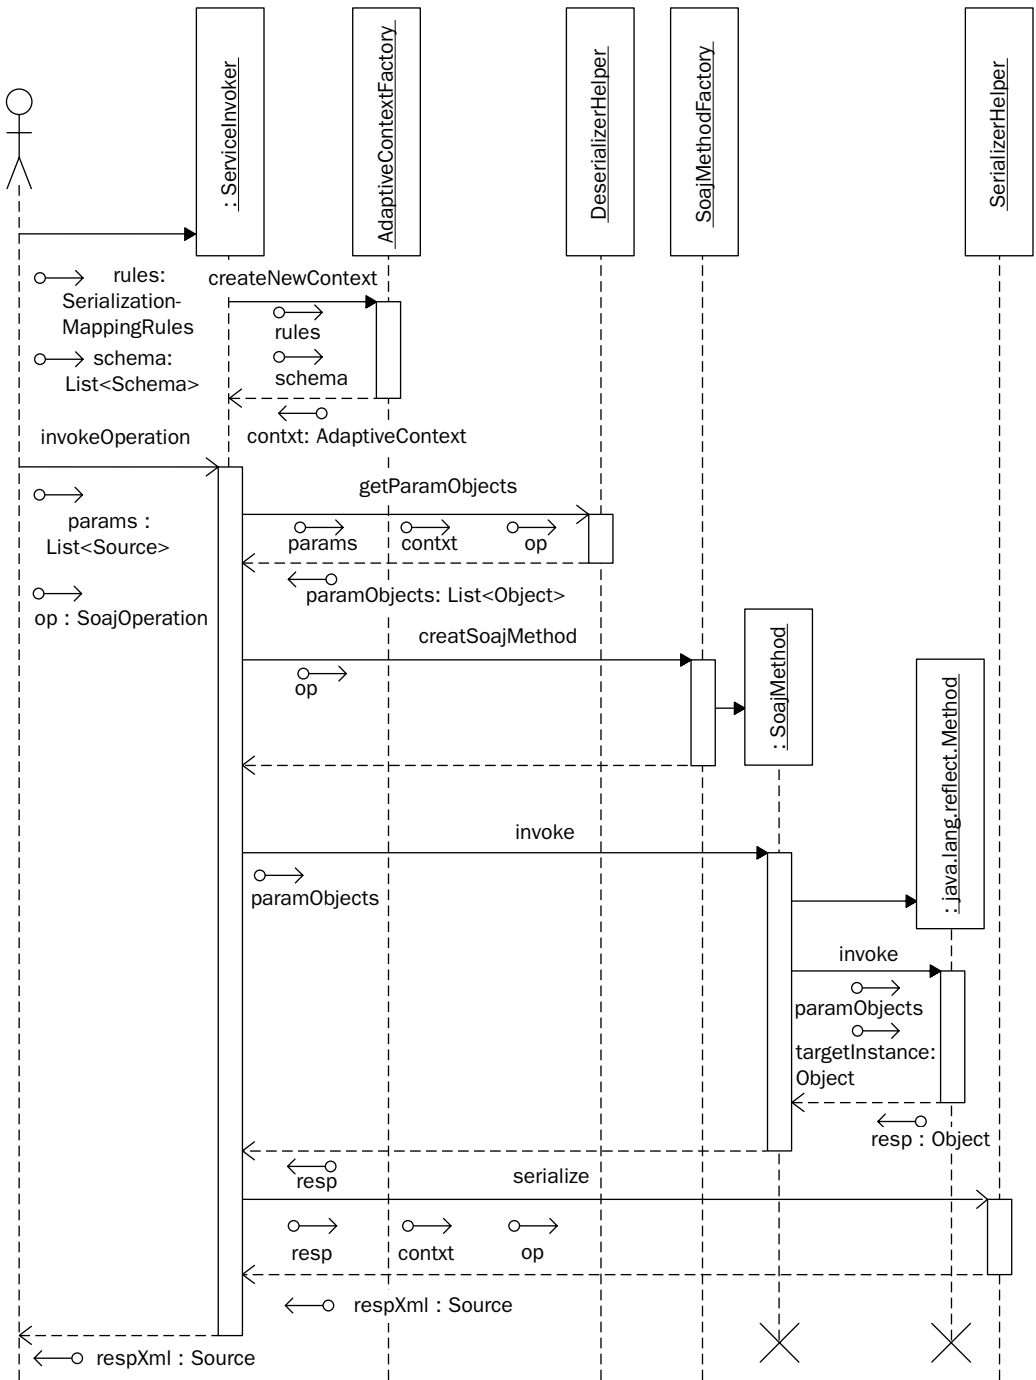 : ServiceInvoker
AdaptiveContextFactory
DeserializerHelper
SoajMethodFactory
SerializerHelper
rules:
Serialization-
MappingRules
schema:
List<Schema>
createNewContext
rules
schema
contxt: AdaptiveContext
invokeOperation
params :
List<Source>
op : SoajOperation
getParamObjects
params contxt op
paramObjects: List<Object>
creatSoajMethod
op
: SoajMethod
: java.lang.reflect.Method
invoke
paramObjects
invoke
paramObjects
targetInstance:
Object
resp : Object
resp
serialize
resp contxt op
respXml : Source
respXml : Source